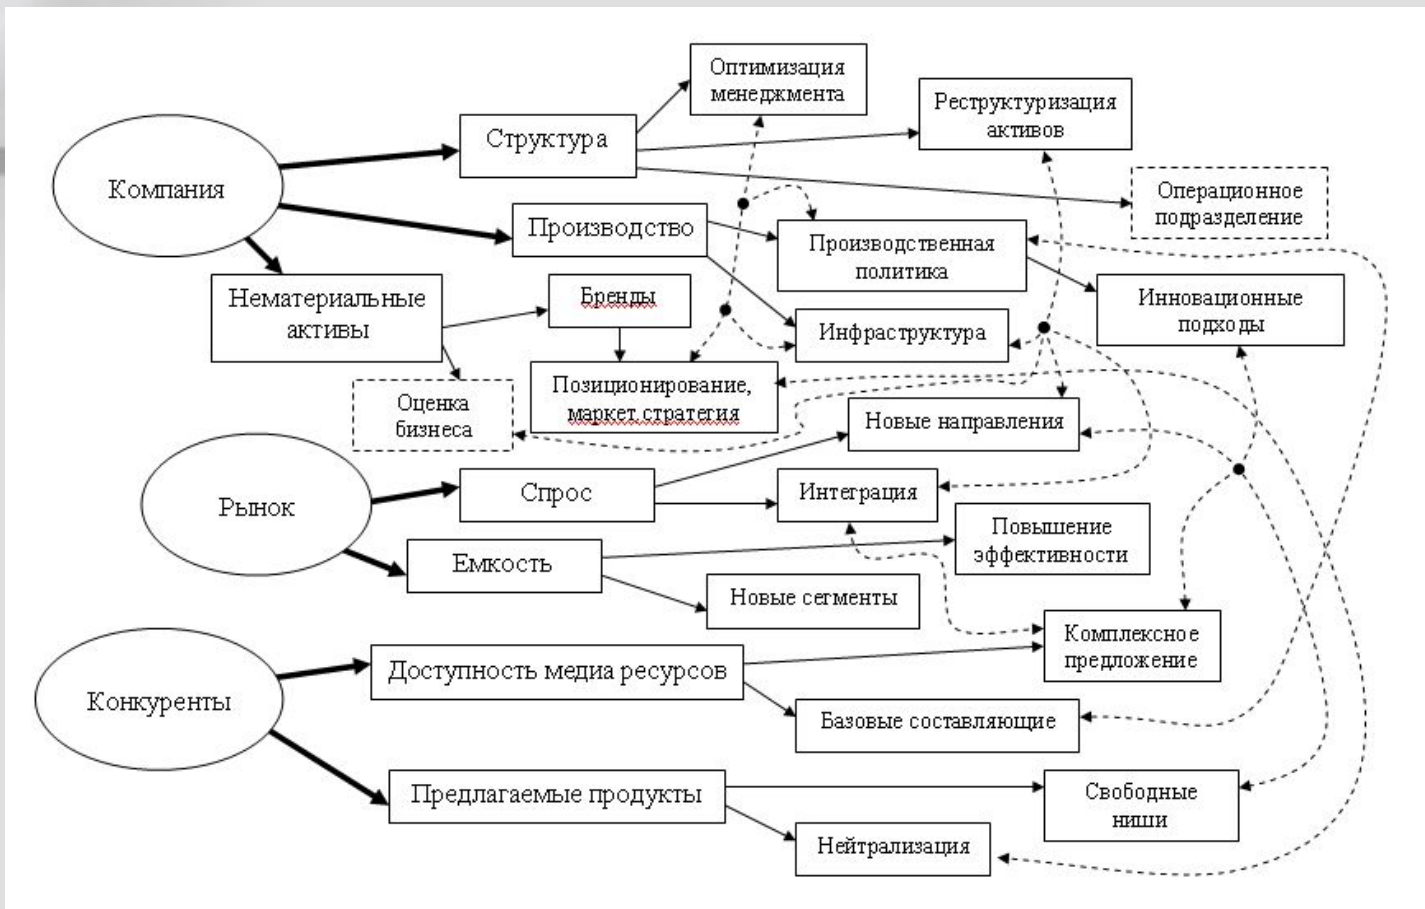 Оптимизация
менеджмента
Реструктуризация
активов
Структура
Компания
Операционное
подразделение
Производство
Производственная
политика
Нематериальные
активы
Бренды
Инновационные
подходы
Инфраструктура
Позиционирование,
маркет.стратегия
Оценка
бизнеса
Новые направления
Рынок
Спрос
Интеграция
Повышение
эффективности
Емкость
Новые сегменты
Комплексное
предложение
Доступность медиа ресурсов
Конкуренты
Базовые составляющие
Предлагаемые продукты
Свободные
ниши
Нейтрализация